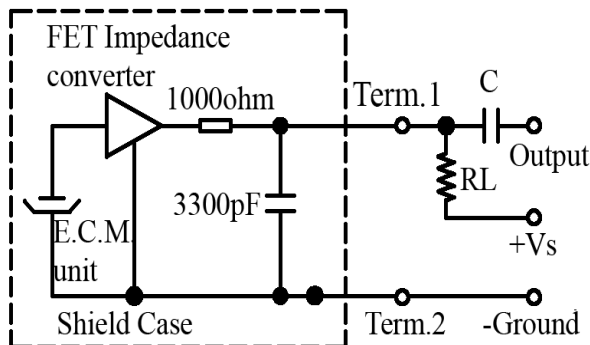 FET Impedance
converter
1000ohm
Term.1
C
Output
RL
3300pF
+Vs
E.C.M.
unit
Shield Case
Term.2
-Ground